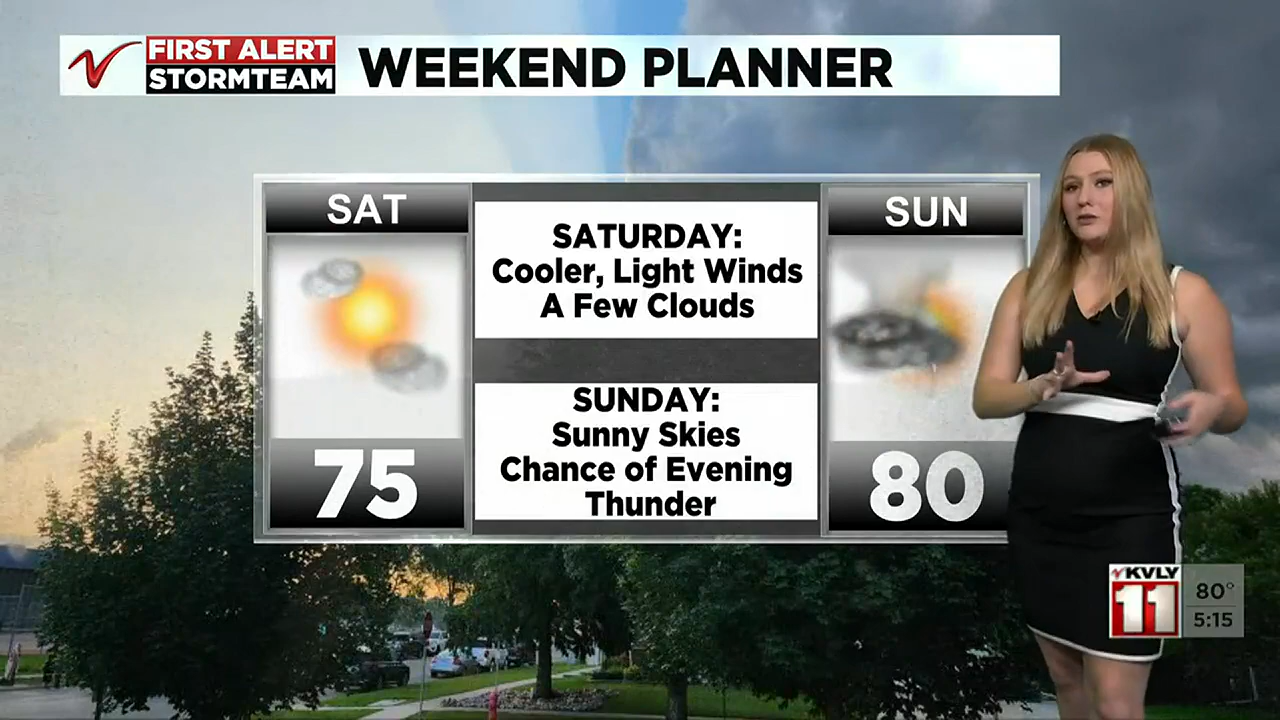 FIRST ALERT
STORMTEAM
WEEKEND PLANNER
SAT
SATURDAY:
Cooler, Light Winds
A Few Clouds
SUN
SUNDAY:
Sunny Skies
Chance of Evening
Thunder
75
80
KVLY
11
80°
5:15